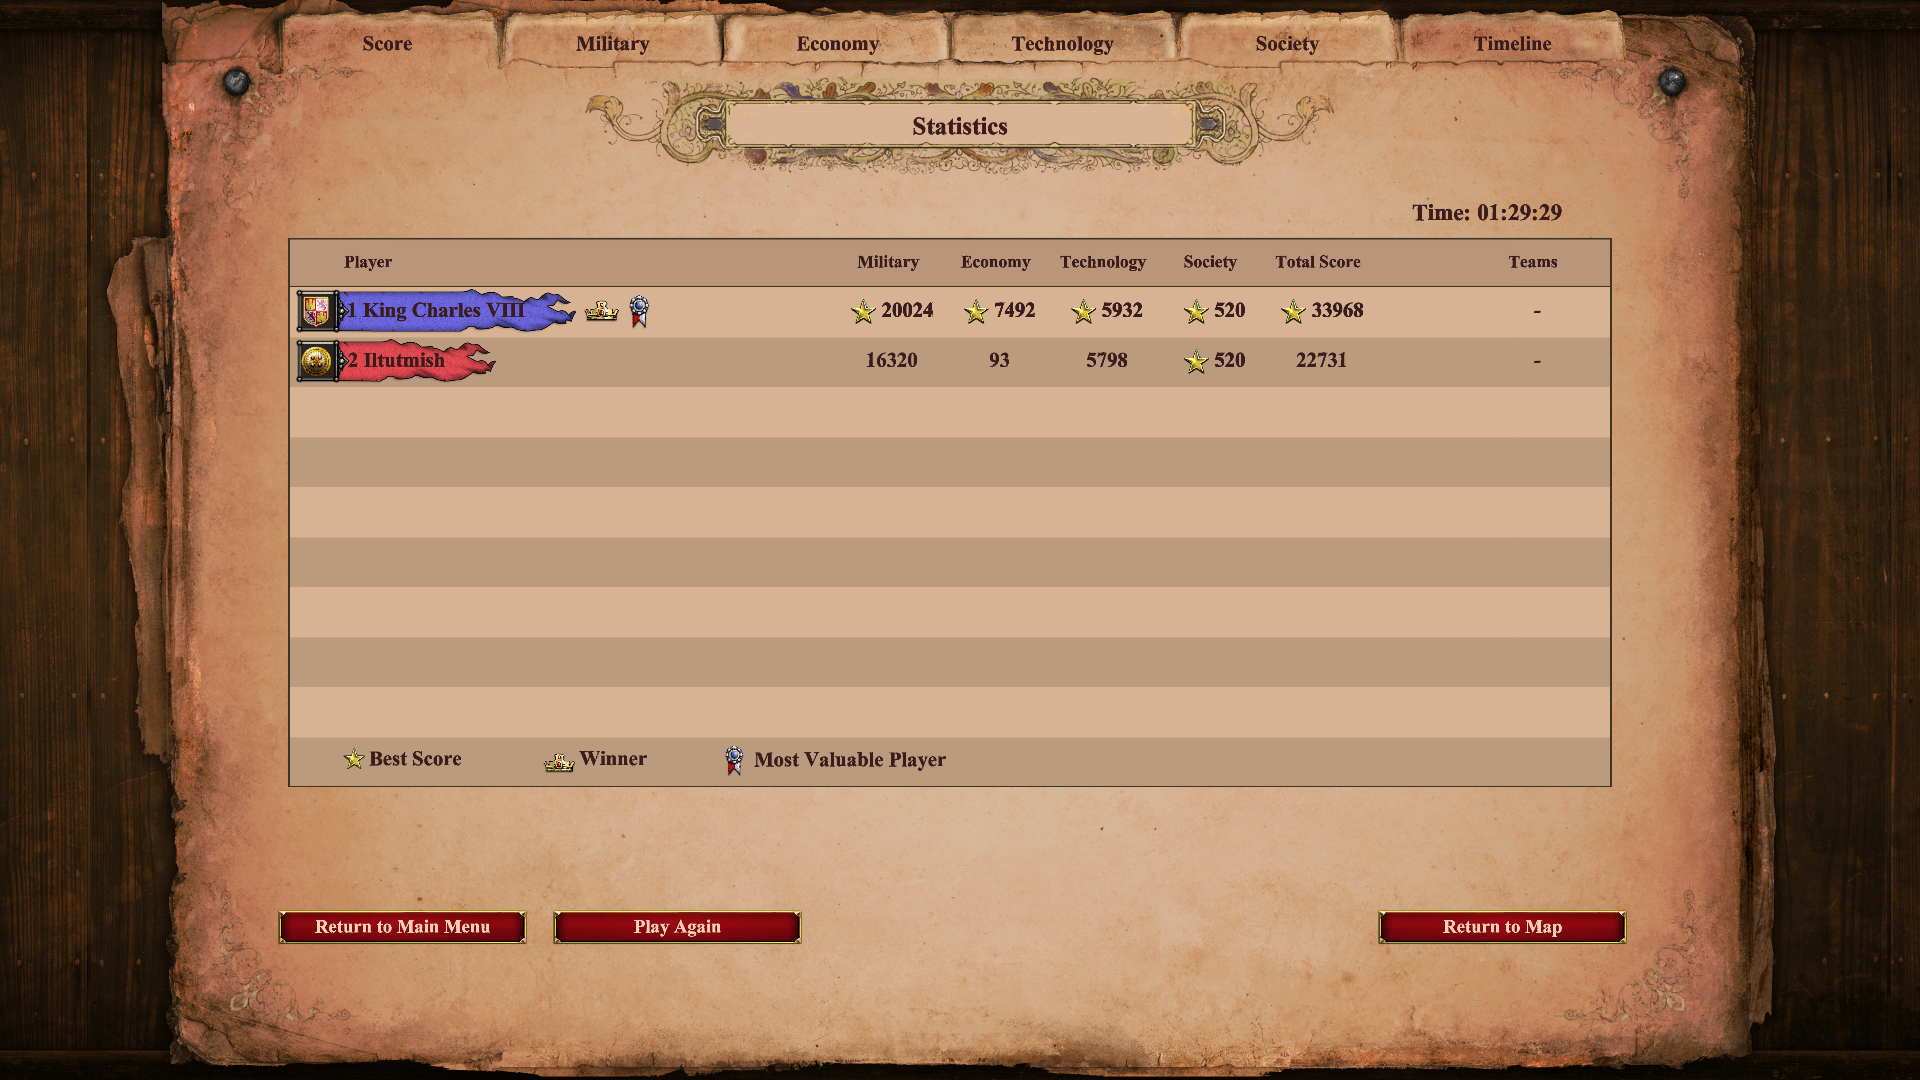 Score Military Economy Technology Society Timeline
Statistics
Time: 01:29:29
Player Military Economy Technology Society Total Score Teams
1 King Charles VIII 20024 7492 5932 520 33968 -
2 Iltutmish 16320 93 5798 520 22731 -
Best Score Winner Most Valuable Player
Return to Main Menu Play Again Return to Map